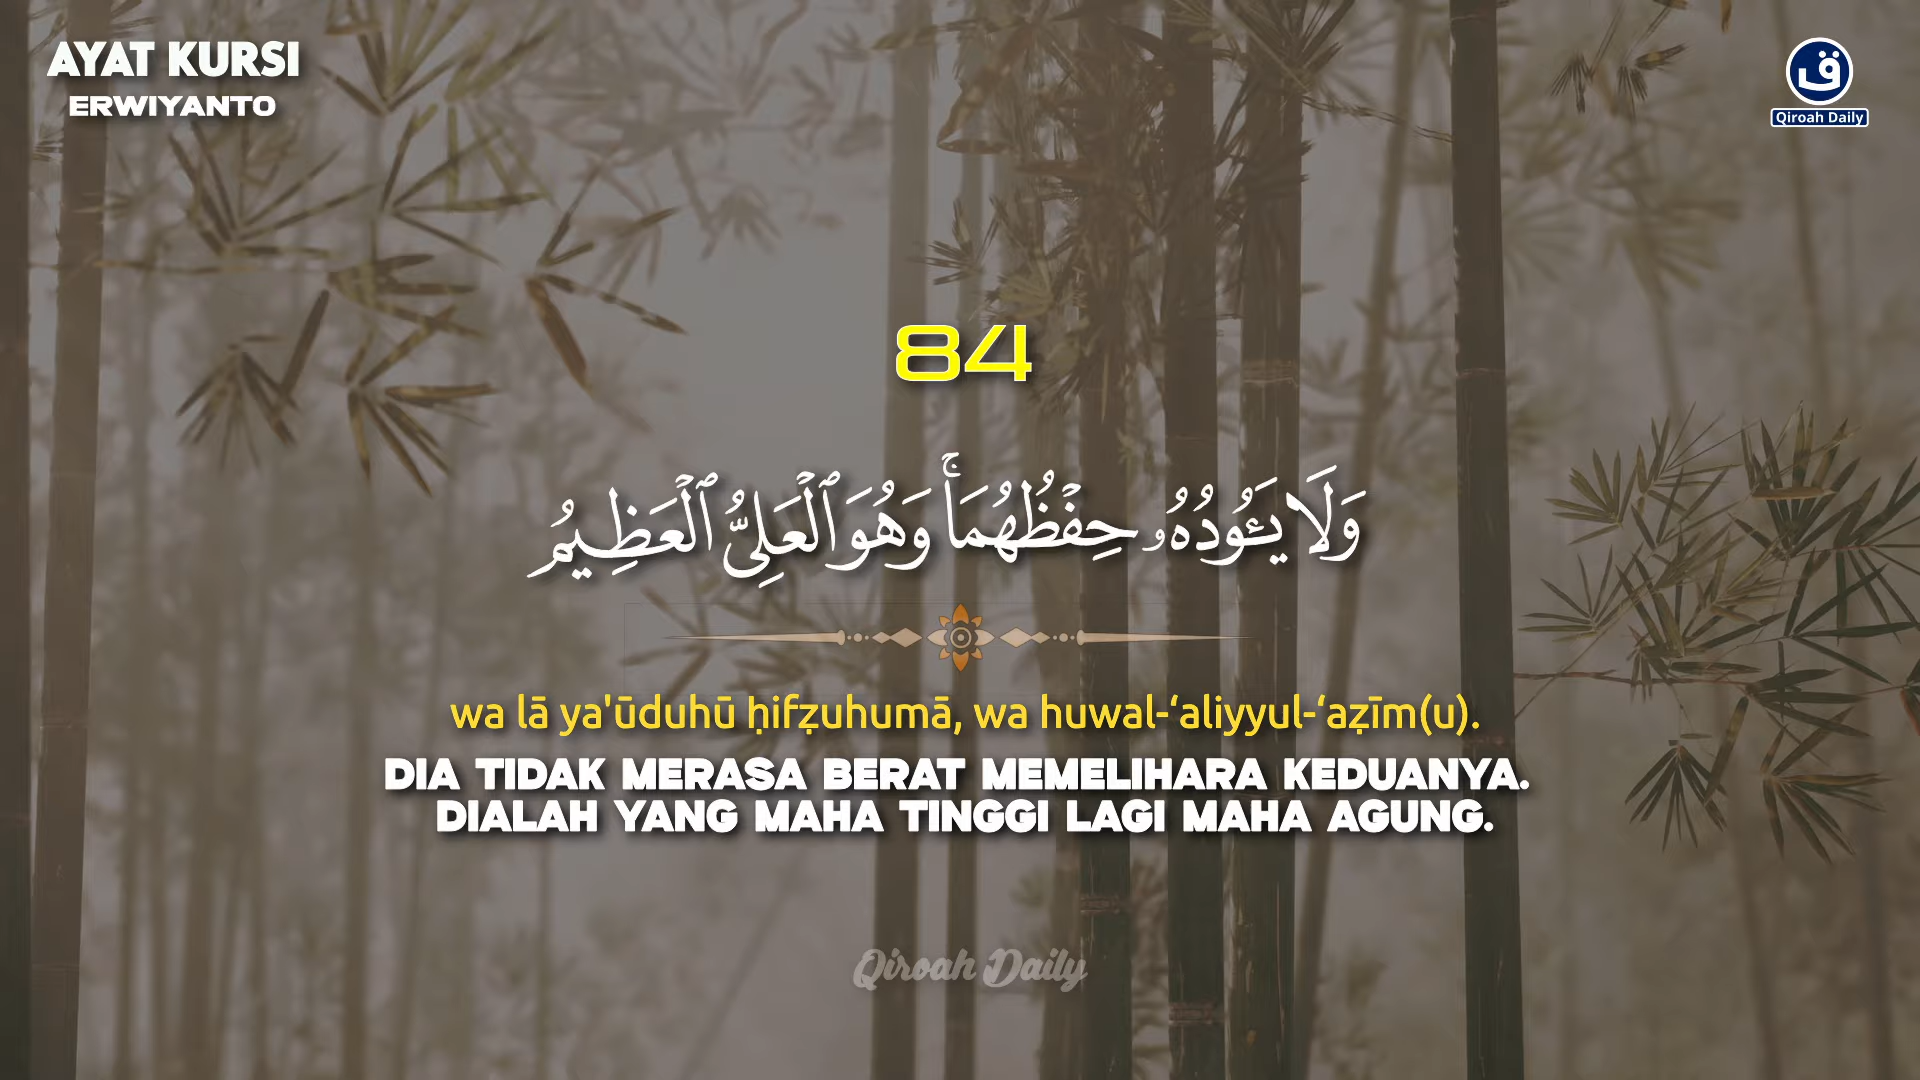 AYAT KURSI
ERWIYANTO
ق
Qiroah Daily
84
وَلَا يَـُٔودُهُۥ حِفْظُهُمَاۚ وَهُوَ ٱلْعَلِىُّ ٱلْعَظِيمُ
wa lā ya'ūduhū ḥifẓuhumā, wa huwal-‘aliyyul-‘aẓīm(u).
DIA TIDAK MERASA BERAT MEMELIHARA KEDUANYA.
DIALAH YANG MAHA TINGGI LAGI MAHA AGUNG.
Qiroah Daily